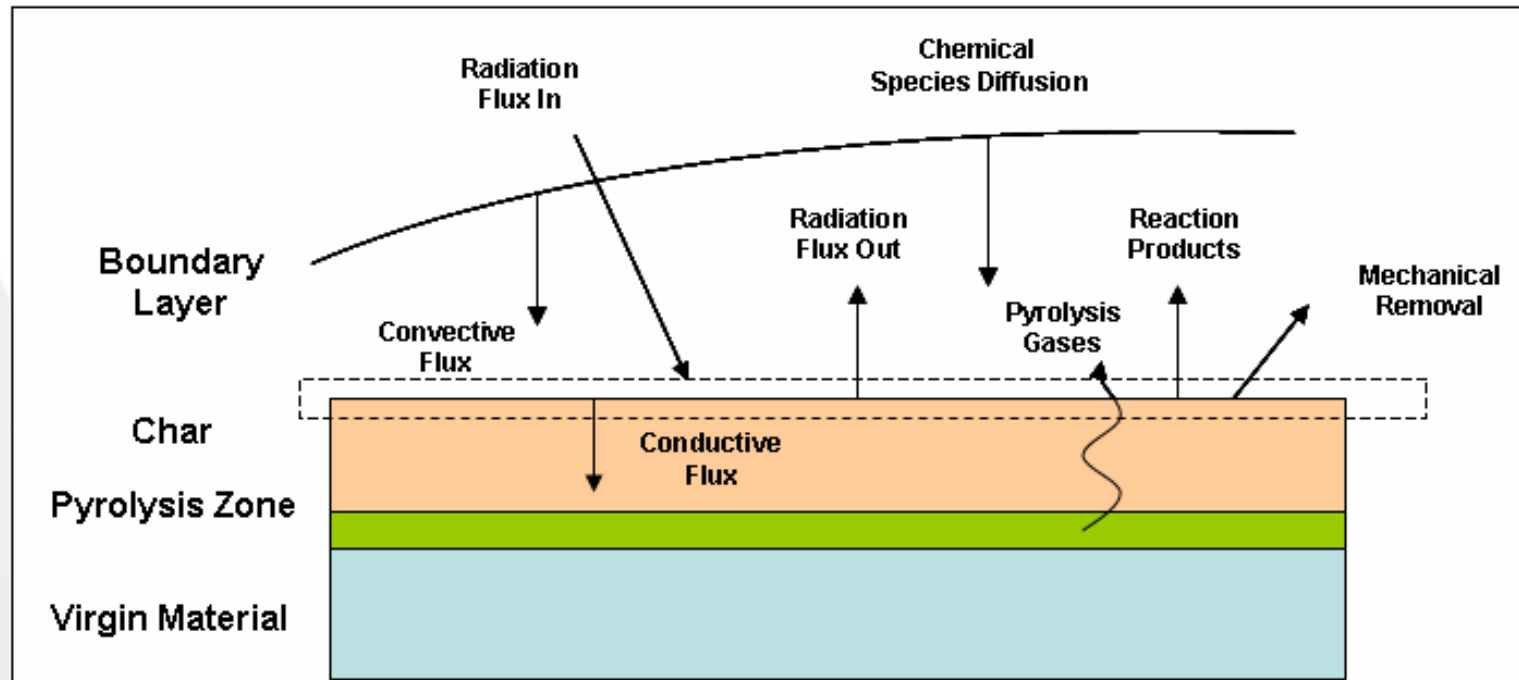 Chemical
Species Diffusion
Radiation
Flux In
Radiation
Flux Out
Reaction
Products
Boundary
Layer
Mechanical
Removal
Convective
Flux
Pyrolysis
Gases
Char
Conductive
Flux
Pyrolysis Zone
Virgin Material